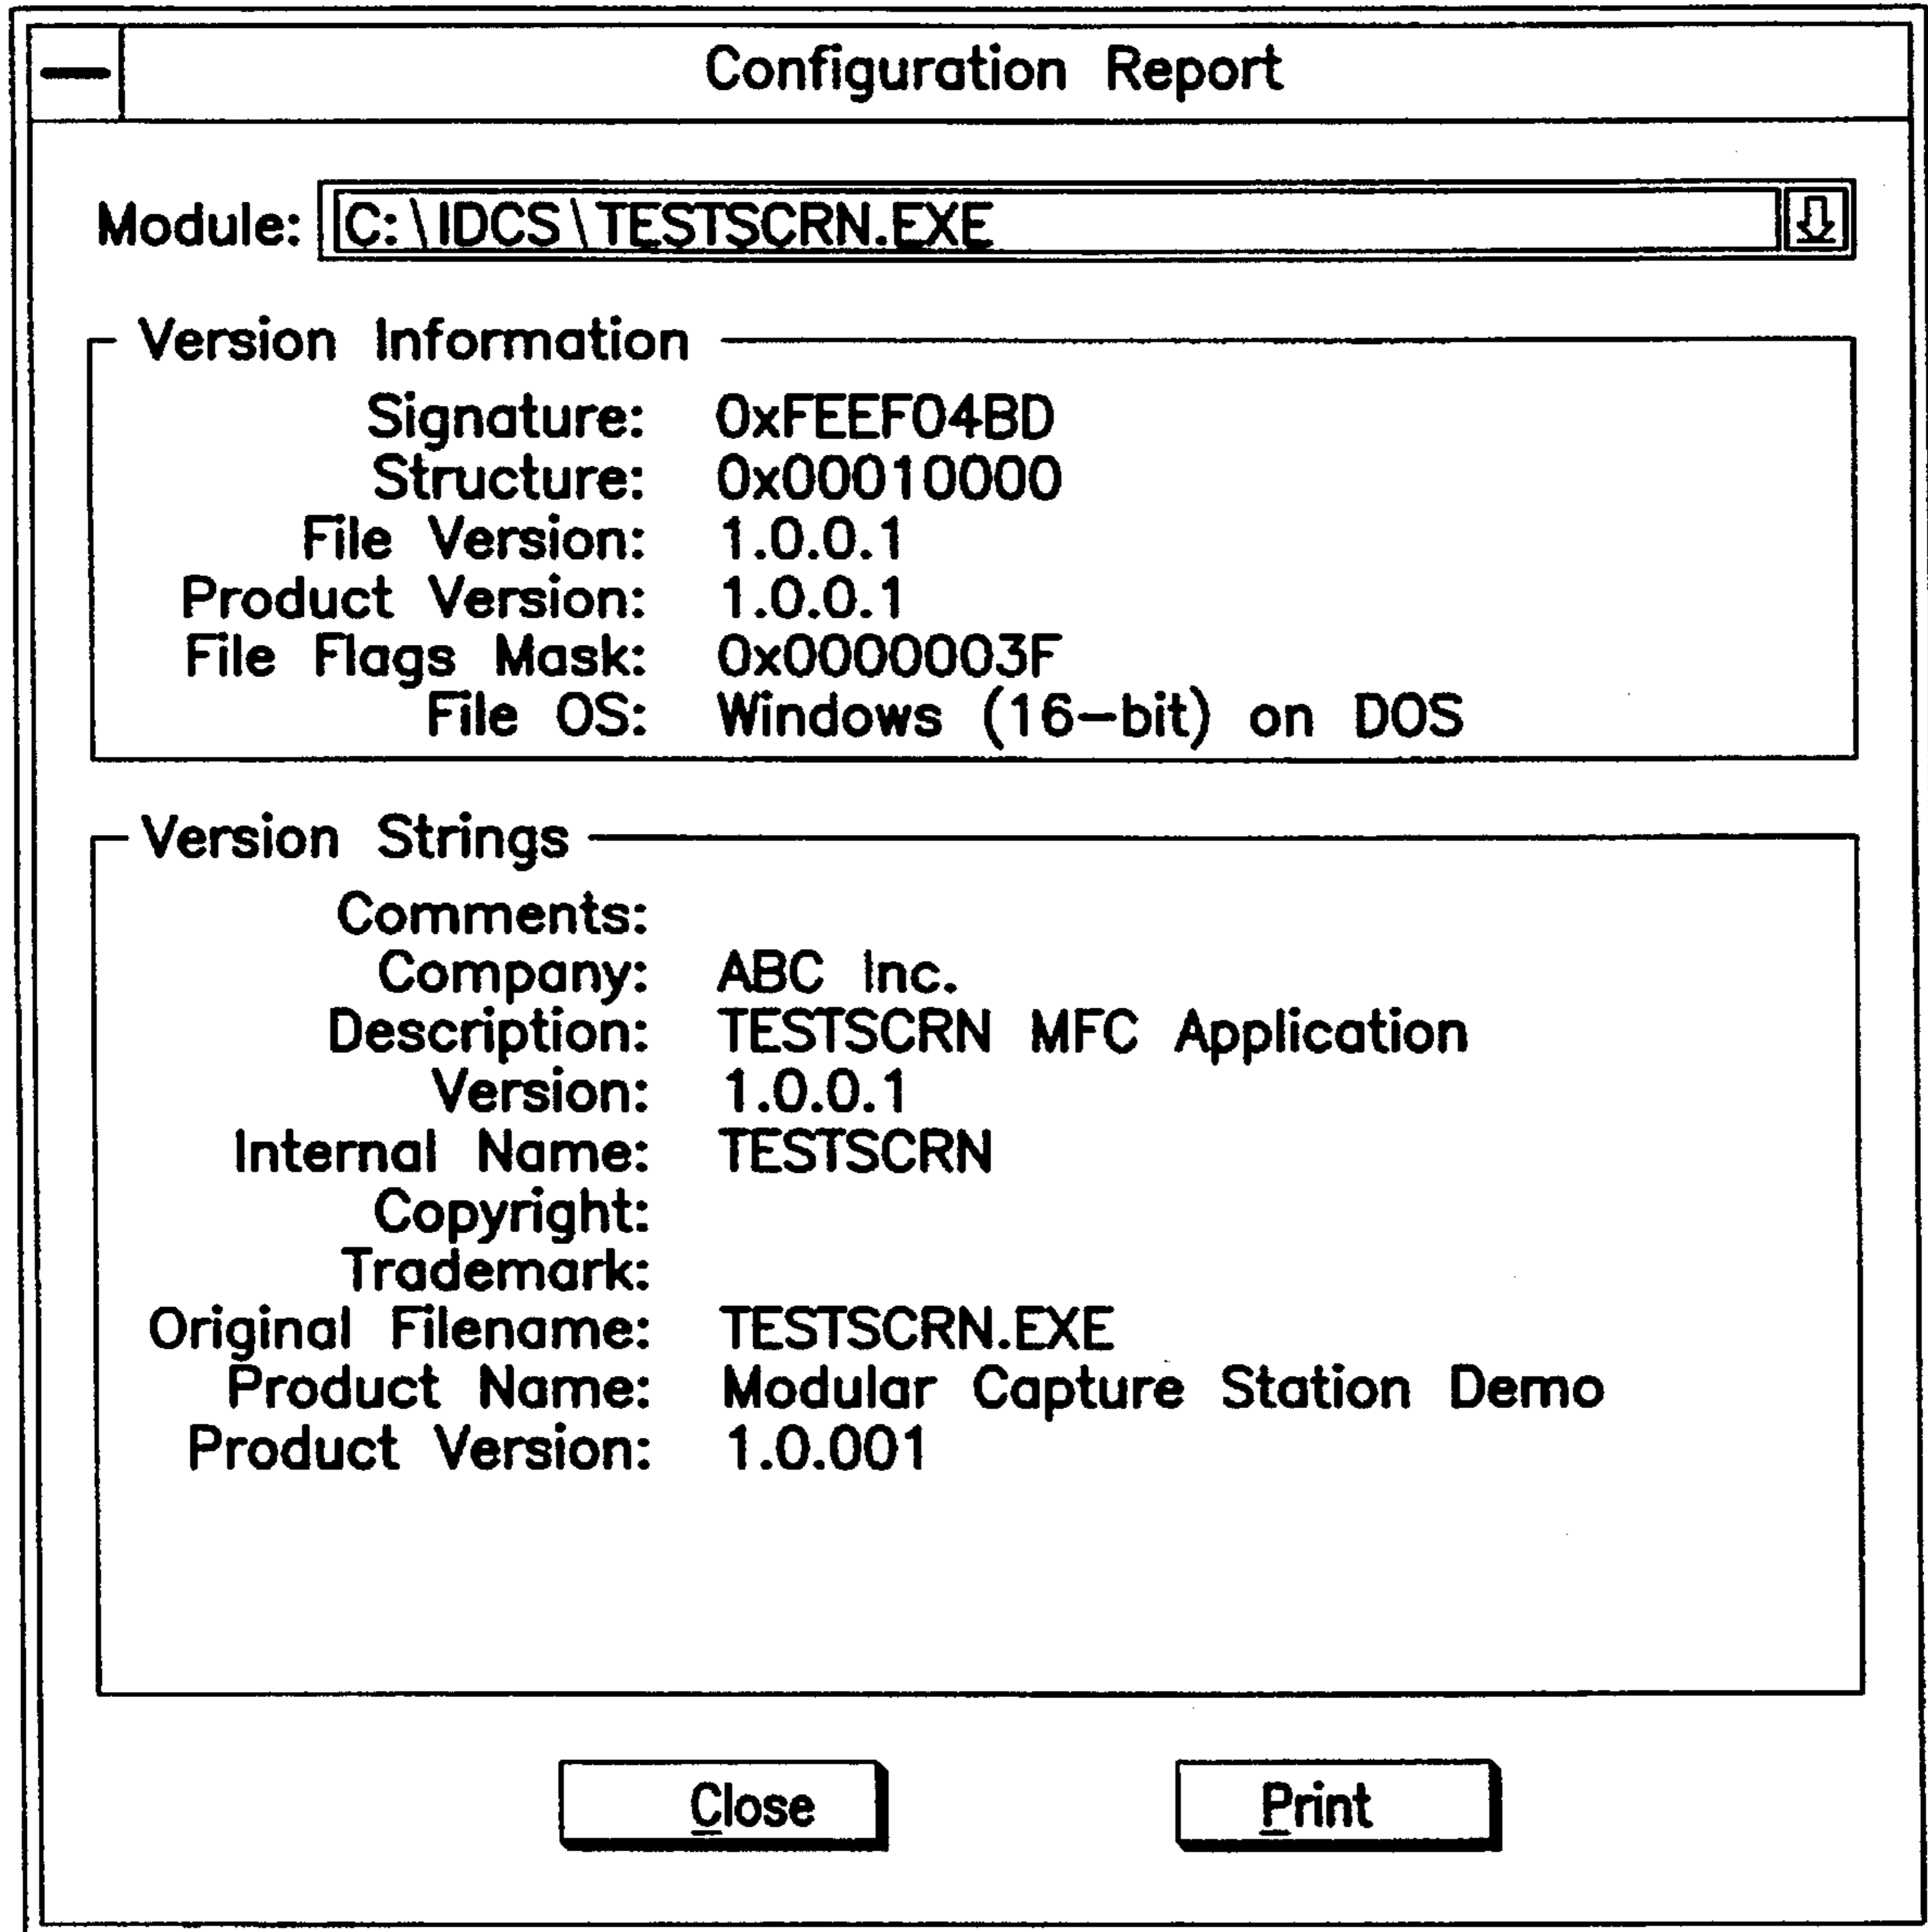 Configuration Report
Module: C:\IDCS\TESTSCRN.EXE
Version Information
Signature: 0xFEEF04BD
Structure: 0x00010000
File Version: 1.0.0.1
Product Version: 1.0.0.1
File Flags Mask: 0x0000003F
File OS: Windows (16-bit) on DOS
Version Strings
Comments:
Company: ABC Inc.
Description: TESTSCRN MFC Application
Version: 1.0.0.1
Internal Name: TESTSCRN
Copyright:
Trademark:
Original Filename: TESTSCRN.EXE
Product Name: Modular Capture Station Demo
Product Version: 1.0.001
Close Print